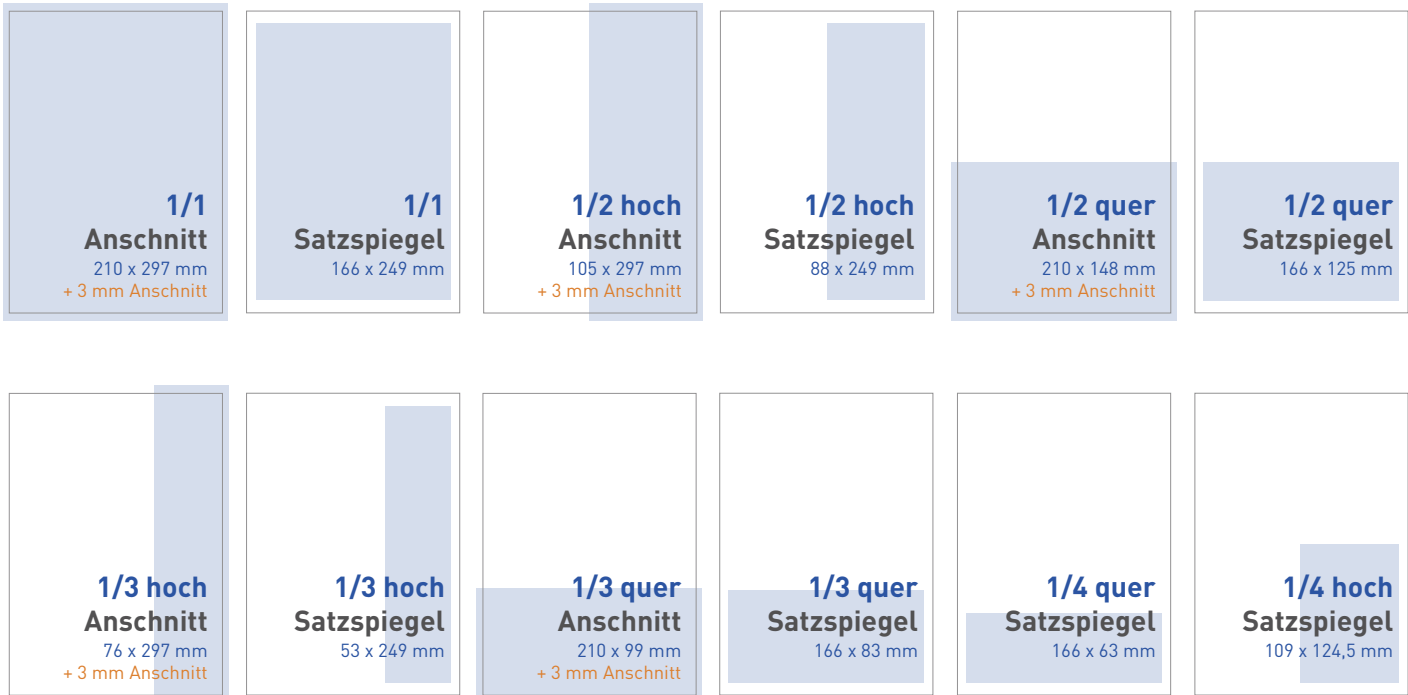 1/1
Anschnitt
210 x 297 mm
+ 3 mm Anschnitt
1/1
Satzspiegel
166 x 249 mm
1/2 hoch
Anschnitt
105 x 297 mm
+ 3 mm Anschnitt
1/2 hoch
Satzspiegel
88 x 249 mm
1/2 quer
Anschnitt
210 x 148 mm
+ 3 mm Anschnitt
1/2 quer
Satzspiegel
166 x 125 mm
1/3 hoch
Anschnitt
76 x 297 mm
+ 3 mm Anschnitt
1/3 hoch
Satzspiegel
53 x 249 mm
1/3 quer
Anschnitt
210 x 99 mm
+ 3 mm Anschnitt
1/3 quer
Satzspiegel
166 x 83 mm
1/4 quer
Satzspiegel
166 x 63 mm
1/4 hoch
Satzspiegel
109 x 124,5 mm